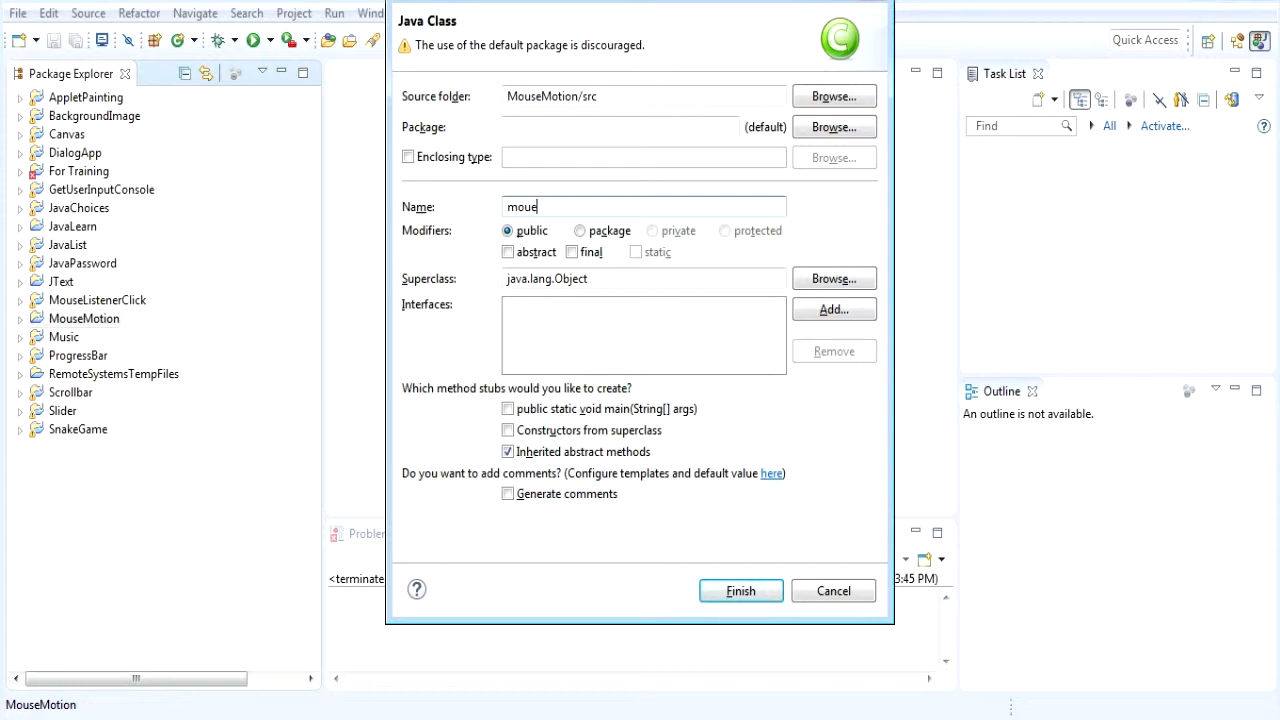 File Edit Source Refactor Navigate Search Project Run Wind
Quick Access
Package Explorer
AppletPainting
BackgroundImage
Canvas
DialogApp
For Training
GetUserInputConsole
JavaChoices
JavaLearn
JavaList
JavaPassword
JText
MouseListenerClick
MouseMotion
Music
ProgressBar
RemoteSystemsTempFiles
Scrollbar
Slider
SnakeGame
Java Class
The use of the default package is discouraged.
Source folder: MouseMotion/src Browse...
Package: (default) Browse...
Enclosing type: Browse...
Name: moue
Modifiers: public package private protected
abstract final static
Superclass: java.lang.Object Browse...
Interfaces: Add...
Remove
Which method stubs would you like to create?
public static void main(String[] args)
Constructors from superclass
Inherited abstract methods
Do you want to add comments? (Configure templates and default value here)
Generate comments
Finish Cancel
Problem
<terminate
3:45 PM)
Task List
Find All Activate...
Outline
An outline is not available.
MouseMotion